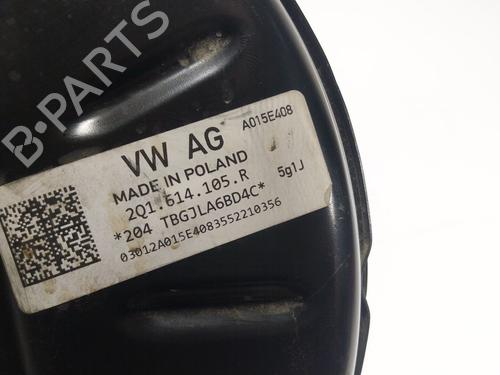 B-PARTS
A015E408
VW AG
MADE IN POLAND
2Q1.614.105.R 5g1J
*204 TBGJLA6BD4C*
03012A015E4083552210356